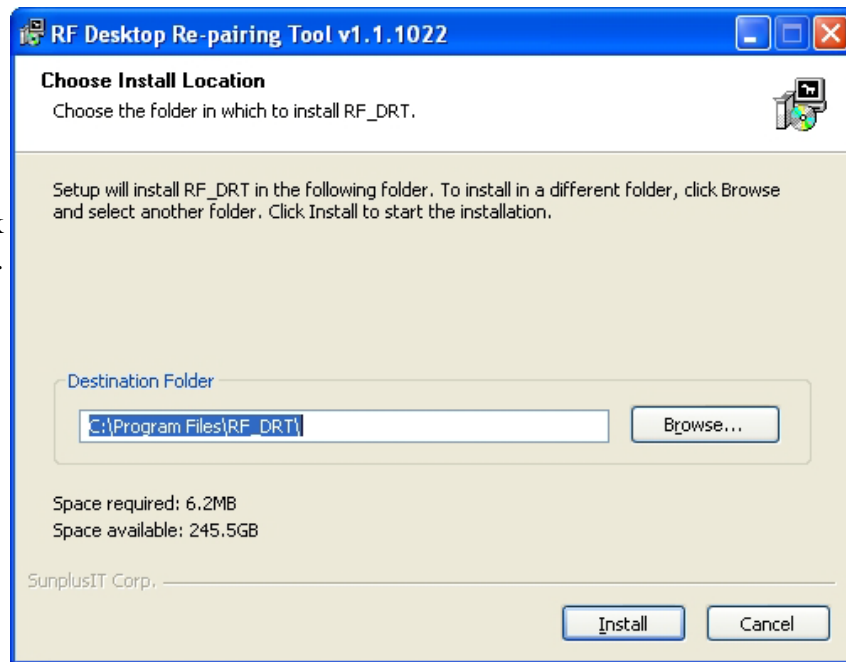 RF Desktop Re-pairing Tool v1.1.1022
Choose Install Location
Choose the folder in which to install RF_DRT.
Setup will install RF_DRT in the following folder. To install in a different folder, click Browse
and select another folder. Click Install to start the installation.
Destination Folder
C:\Program Files\RF_DRT\
Browse...
Space required: 6.2MB
Space available: 245.5GB
SunplusIT Corp.
Install
Cancel